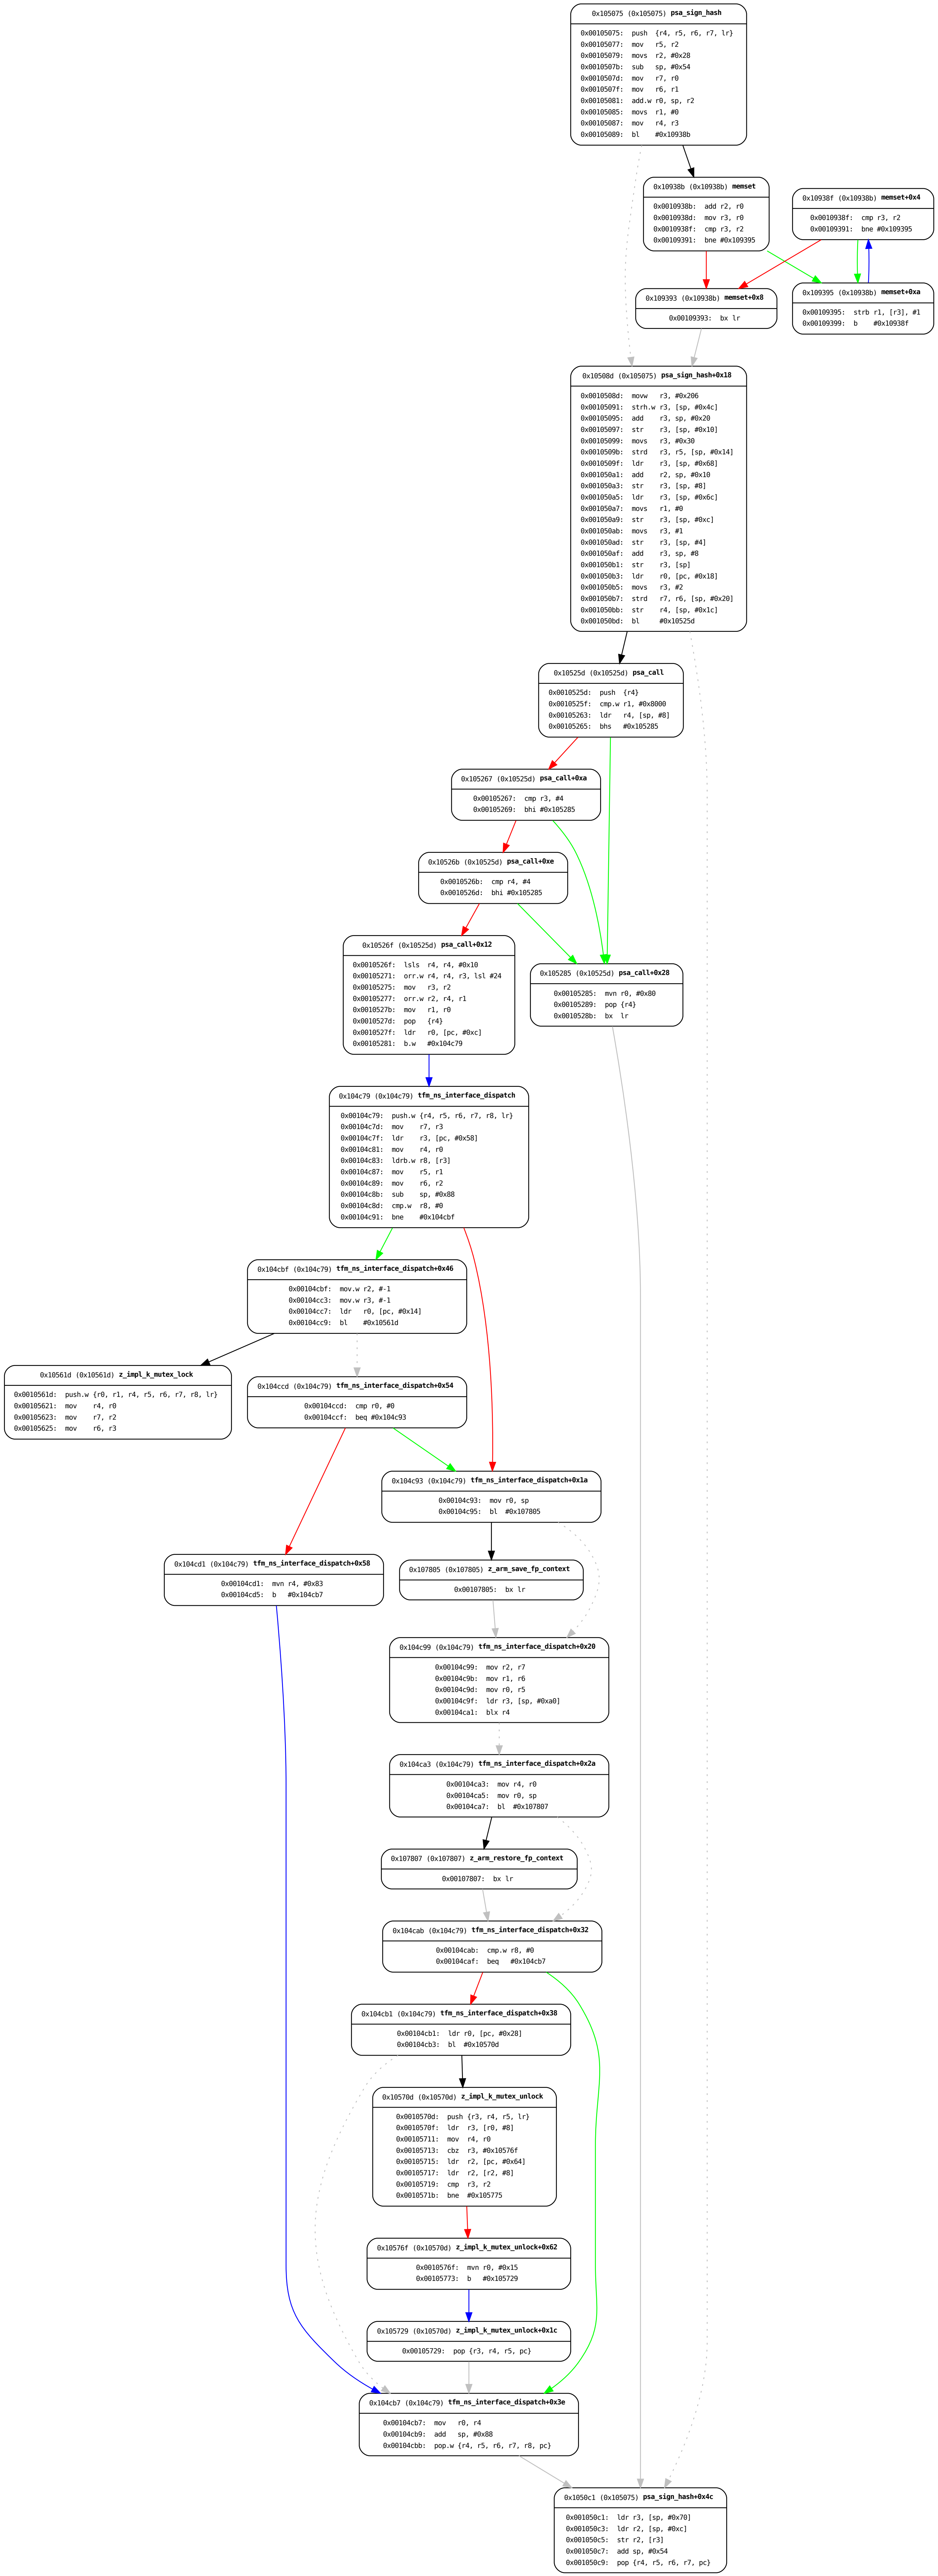 0x105075 (0x105075) psa_sign_hash
0x00105075: push {r4, r5, r6, r7, lr}
0x00105077: mov r5, r2
0x00105079: movs r2, #0x28
0x0010507b: sub sp, #0x54
0x0010507d: mov r7, r0
0x0010507f: mov r6, r1
0x00105081: add.w r0, sp, r2
0x00105085: movs r1, #0
0x00105087: mov r4, r3
0x00105089: bl #0x10938b
0x10938b (0x10938b) memset
0x0010938b: add r2, r0
0x0010938d: mov r3, r0
0x0010938f: cmp r3, r2
0x00109391: bne #0x109395
0x10938f (0x10938b) memset+0x4
0x0010938f: cmp r3, r2
0x00109391: bne #0x109395
0x109393 (0x10938b) memset+0x8
0x00109393: bx lr
0x109395 (0x10938b) memset+0xa
0x00109395: strb r1, [r3], #1
0x00109399: b #0x10938f
0x10508d (0x105075) psa_sign_hash+0x18
0x0010508d: movw r3, #0x206
0x00105091: strh.w r3, [sp, #0x4c]
0x00105095: add r3, sp, #0x20
0x00105097: str r3, [sp, #0x10]
0x00105099: movs r3, #0x30
0x0010509b: strd r3, r5, [sp, #0x14]
0x0010509f: ldr r3, [sp, #0x68]
0x001050a1: add r2, sp, #0x10
0x001050a3: str r3, [sp, #8]
0x001050a5: ldr r3, [sp, #0x6c]
0x001050a7: movs r1, #0
0x001050a9: str r3, [sp, #0xc]
0x001050ab: movs r3, #1
0x001050ad: str r3, [sp, #4]
0x001050af: add r3, sp, #8
0x001050b1: str r3, [sp]
0x001050b3: ldr r0, [pc, #0x18]
0x001050b5: movs r3, #2
0x001050b7: strd r7, r6, [sp, #0x20]
0x001050bb: str r4, [sp, #0x1c]
0x001050bd: bl #0x10525d
0x10525d (0x10525d) psa_call
0x0010525d: push {r4}
0x0010525f: cmp.w r1, #0x8000
0x00105263: ldr r4, [sp, #8]
0x00105265: bhs #0x105285
0x105267 (0x10525d) psa_call+0xa
0x00105267: cmp r3, #4
0x00105269: bhi #0x105285
0x10526b (0x10525d) psa_call+0xe
0x0010526b: cmp r4, #4
0x0010526d: bhi #0x105285
0x10526f (0x10525d) psa_call+0x12
0x0010526f: lsls r4, r4, #0x10
0x00105271: orr.w r4, r4, r3, lsl #24
0x00105275: mov r3, r2
0x00105277: orr.w r2, r4, r1
0x0010527b: mov r1, r0
0x0010527d: pop {r4}
0x0010527f: ldr r0, [pc, #0xc]
0x00105281: b.w #0x104c79
0x105285 (0x10525d) psa_call+0x28
0x00105285: mvn r0, #0x80
0x00105289: pop {r4}
0x0010528b: bx lr
0x104c79 (0x104c79) tfm_ns_interface_dispatch
0x00104c79: push.w {r4, r5, r6, r7, r8, lr}
0x00104c7d: mov r7, r3
0x00104c7f: ldr r3, [pc, #0x58]
0x00104c81: mov r4, r0
0x00104c83: ldrb.w r8, [r3]
0x00104c87: mov r5, r1
0x00104c89: mov r6, r2
0x00104c8b: sub sp, #0x88
0x00104c8d: cmp.w r8, #0
0x00104c91: bne #0x104cbf
0x104cbf (0x104c79) tfm_ns_interface_dispatch+0x46
0x00104cbf: mov.w r2, #-1
0x00104cc3: mov.w r3, #-1
0x00104cc7: ldr r0, [pc, #0x14]
0x00104cc9: bl #0x10561d
0x10561d (0x10561d) z_impl_k_mutex_lock
0x0010561d: push.w {r0, r1, r4, r5, r6, r7, r8, lr}
0x00105621: mov r4, r0
0x00105623: mov r7, r2
0x00105625: mov r6, r3
0x104ccd (0x104c79) tfm_ns_interface_dispatch+0x54
0x00104ccd: cmp r0, #0
0x00104ccf: beq #0x104c93
0x104c93 (0x104c79) tfm_ns_interface_dispatch+0x1a
0x00104c93: mov r0, sp
0x00104c95: bl #0x107805
0x104cd1 (0x104c79) tfm_ns_interface_dispatch+0x58
0x00104cd1: mvn r4, #0x83
0x00104cd5: b #0x104cb7
0x107805 (0x107805) z_arm_save_fp_context
0x00107805: bx lr
0x104c99 (0x104c79) tfm_ns_interface_dispatch+0x20
0x00104c99: mov r2, r7
0x00104c9b: mov r1, r6
0x00104c9d: mov r0, r5
0x00104c9f: ldr r3, [sp, #0xa0]
0x00104ca1: blx r4
0x104ca3 (0x104c79) tfm_ns_interface_dispatch+0x2a
0x00104ca3: mov r4, r0
0x00104ca5: mov r0, sp
0x00104ca7: bl #0x107807
0x107807 (0x107807) z_arm_restore_fp_context
0x00107807: bx lr
0x104cab (0x104c79) tfm_ns_interface_dispatch+0x32
0x00104cab: cmp.w r8, #0
0x00104caf: beq #0x104cb7
0x104cb1 (0x104c79) tfm_ns_interface_dispatch+0x38
0x00104cb1: ldr r0, [pc, #0x28]
0x00104cb3: bl #0x10570d
0x10570d (0x10570d) z_impl_k_mutex_unlock
0x0010570d: push {r3, r4, r5, lr}
0x0010570f: ldr r3, [r0, #8]
0x00105711: mov r4, r0
0x00105713: cbz r3, #0x10576f
0x00105715: ldr r2, [pc, #0x64]
0x00105717: ldr r2, [r2, #8]
0x00105719: cmp r3, r2
0x0010571b: bne #0x105775
0x10576f (0x10570d) z_impl_k_mutex_unlock+0x62
0x0010576f: mvn r0, #0x15
0x00105773: b #0x105729
0x105729 (0x10570d) z_impl_k_mutex_unlock+0x1c
0x00105729: pop {r3, r4, r5, pc}
0x104cb7 (0x104c79) tfm_ns_interface_dispatch+0x3e
0x00104cb7: mov r0, r4
0x00104cb9: add sp, #0x88
0x00104cbb: pop.w {r4, r5, r6, r7, r8, pc}
0x1050c1 (0x105075) psa_sign_hash+0x4c
0x001050c1: ldr r3, [sp, #0x70]
0x001050c3: ldr r2, [sp, #0xc]
0x001050c5: str r2, [r3]
0x001050c7: add sp, #0x54
0x001050c9: pop {r4, r5, r6, r7, pc}